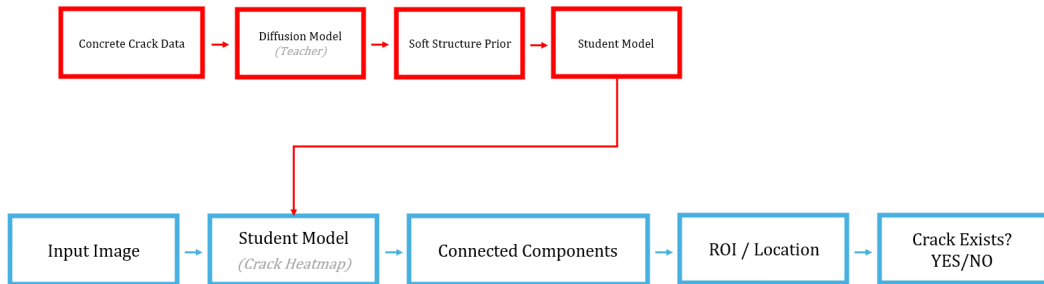 Concrete Crack Data
Diffusion Model
(Teacher)
Soft Structure Prior
Student Model
Input Image
Student Model
(Crack Heatmap)
Connected Components
ROI / Location
Crack Exists?
YES/NO